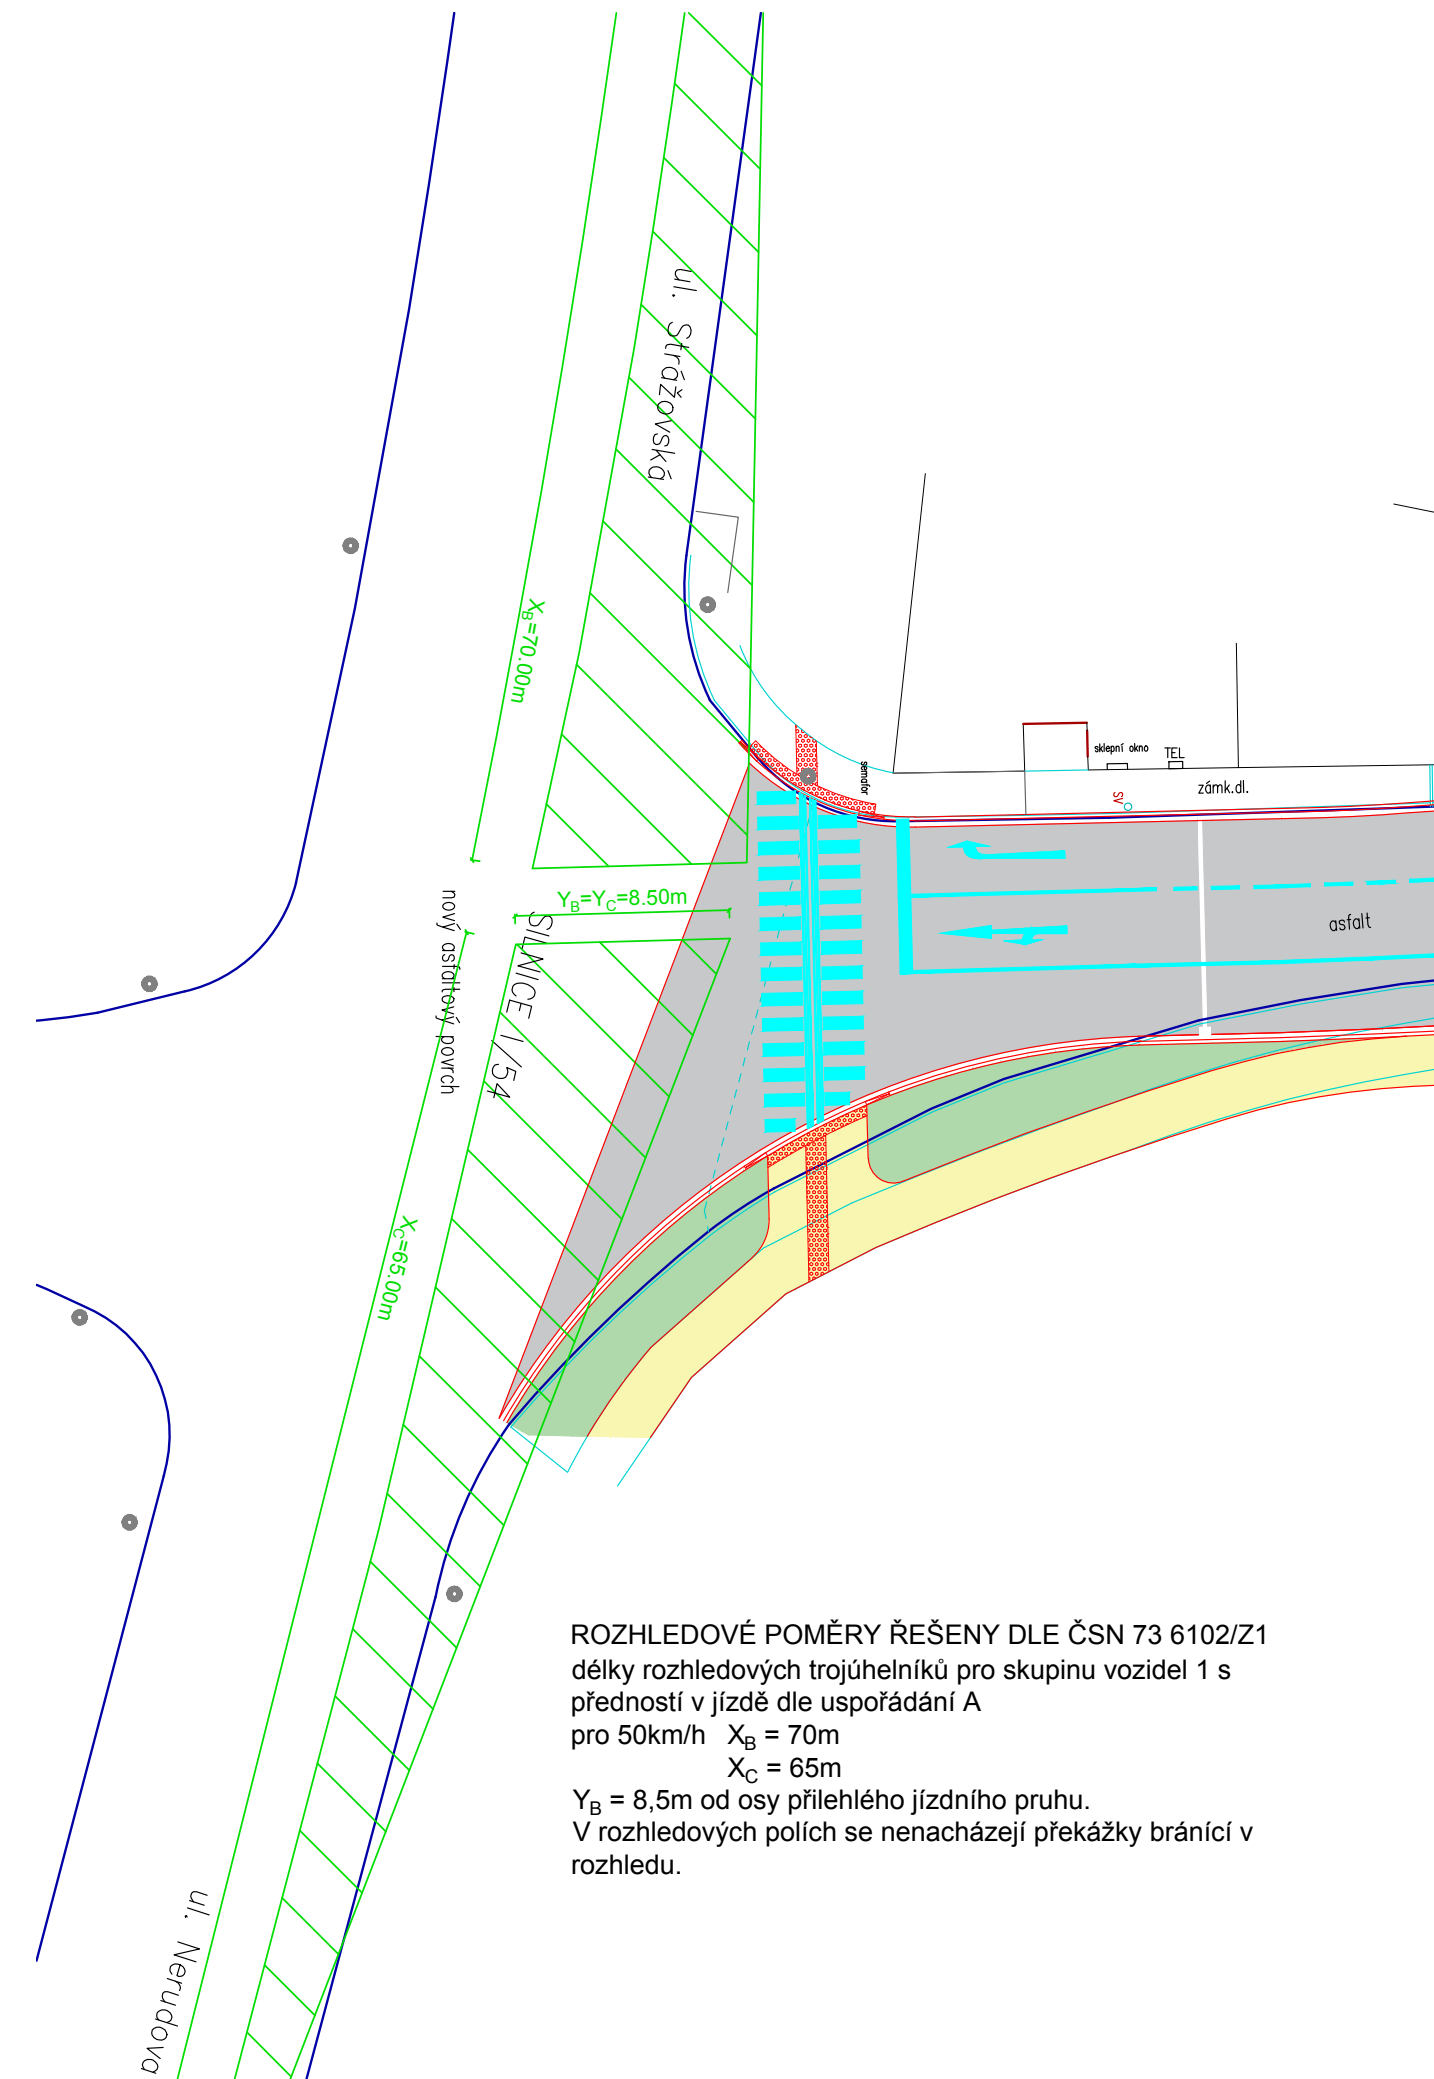 ul. Strážovská
X_B=70.00m
sklepní okno
TEL
semafor
SV
zámk.dl.
Y_B=Y_C=8.50m
nový asfaltový povrch
SILNICE I/54
asfalt
X_C=65.00m
ROZHLEDOVÉ POMĚRY ŘEŠENY DLE ČSN 73 6102/Z1
délky rozhledových trojúhelníků pro skupinu vozidel 1 s
předností v jízdě dle uspořádání A
pro 50km/h X_B = 70m
X_C = 65m
Y_B = 8,5m od osy přilehlého jízdního pruhu.
V rozhledových polích se nenacházejí překážky bránící v
rozhledu.
ul. Nerudova